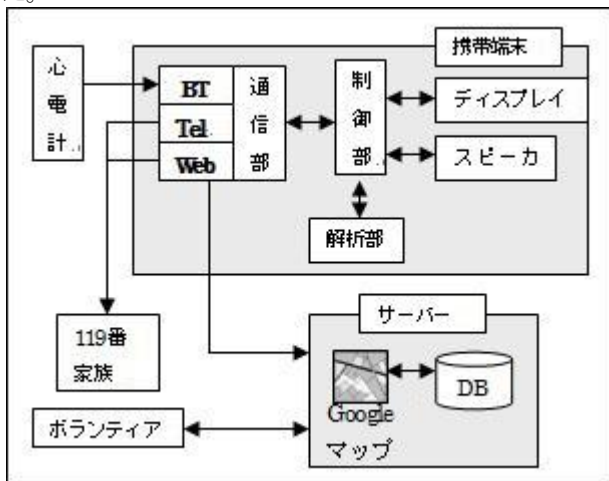 た。
携帯端末
心電計
BT
Tel
Web
通信部
制御部
ディスプレイ
スピーカ
解析部
サーバー
119番
家族
Google
マップ
DB
ボランティア